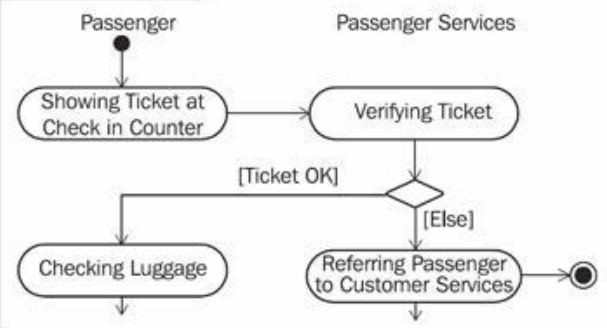 Passenger
Passenger Services
Showing Ticket at
Check in Counter
Verifying Ticket
[Ticket OK]
[Else]
Checking Luggage
Referring Passenger
to Customer Services